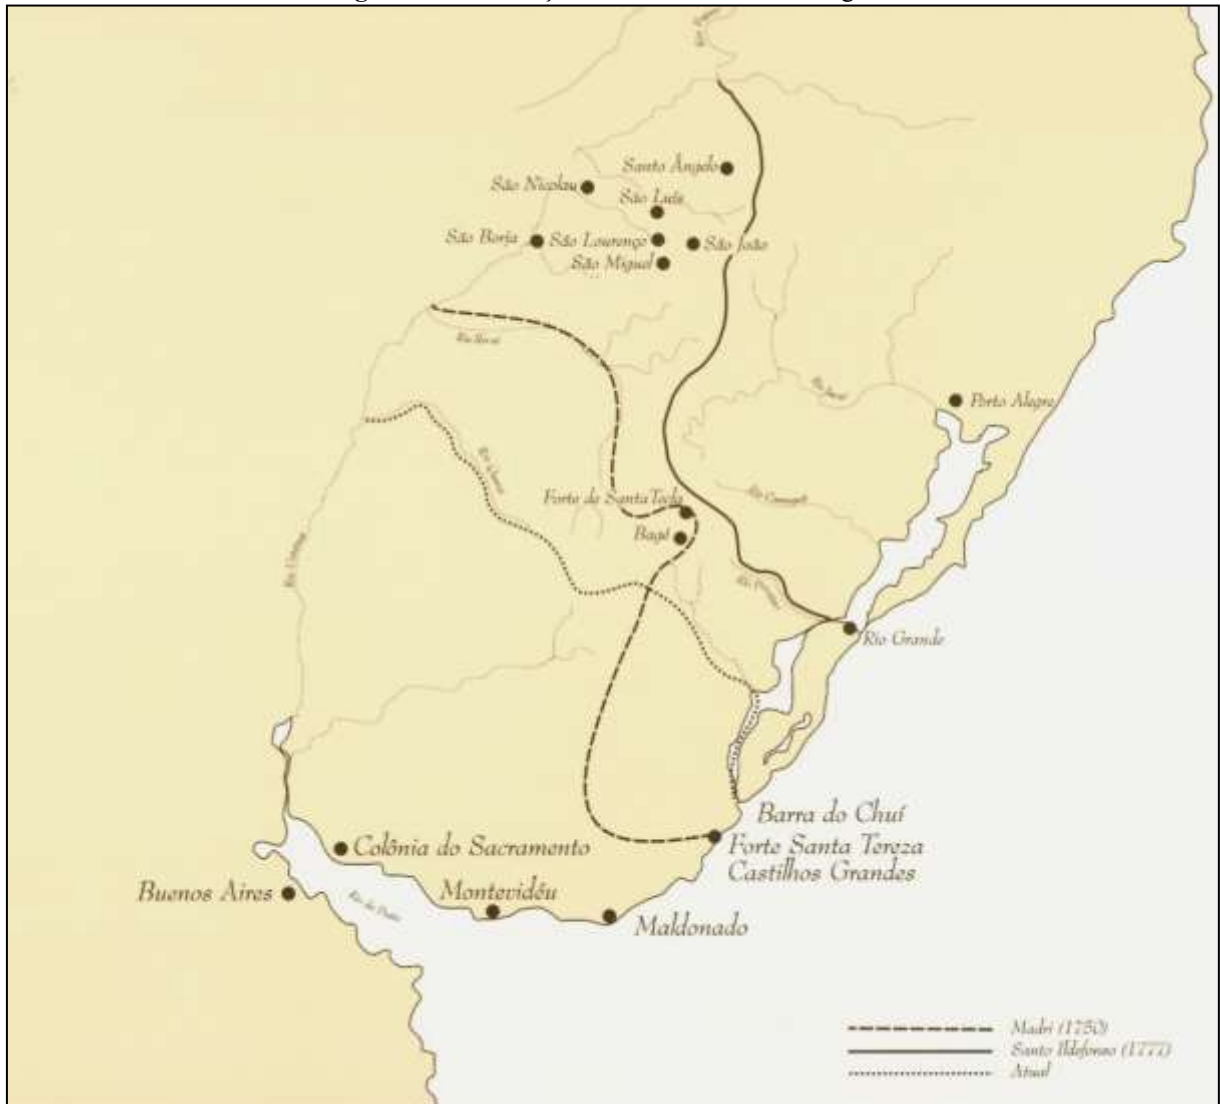 Santo Ângelo
São Nicolau
São Luís
São Borja
São Lourenço
São João
São Miguel
Porto Alegre
Forte de Santa Tecla
Bagé
Rio Grande
Barra do Chuí
Forte Santa Tereza
Castilhos Grandes
Colônia do Sacramento
Montevidéu
Buenos Aires
Rio da Prata
Maldonado
Madri (1750)
Santo Ildefonso (1777)
Atual